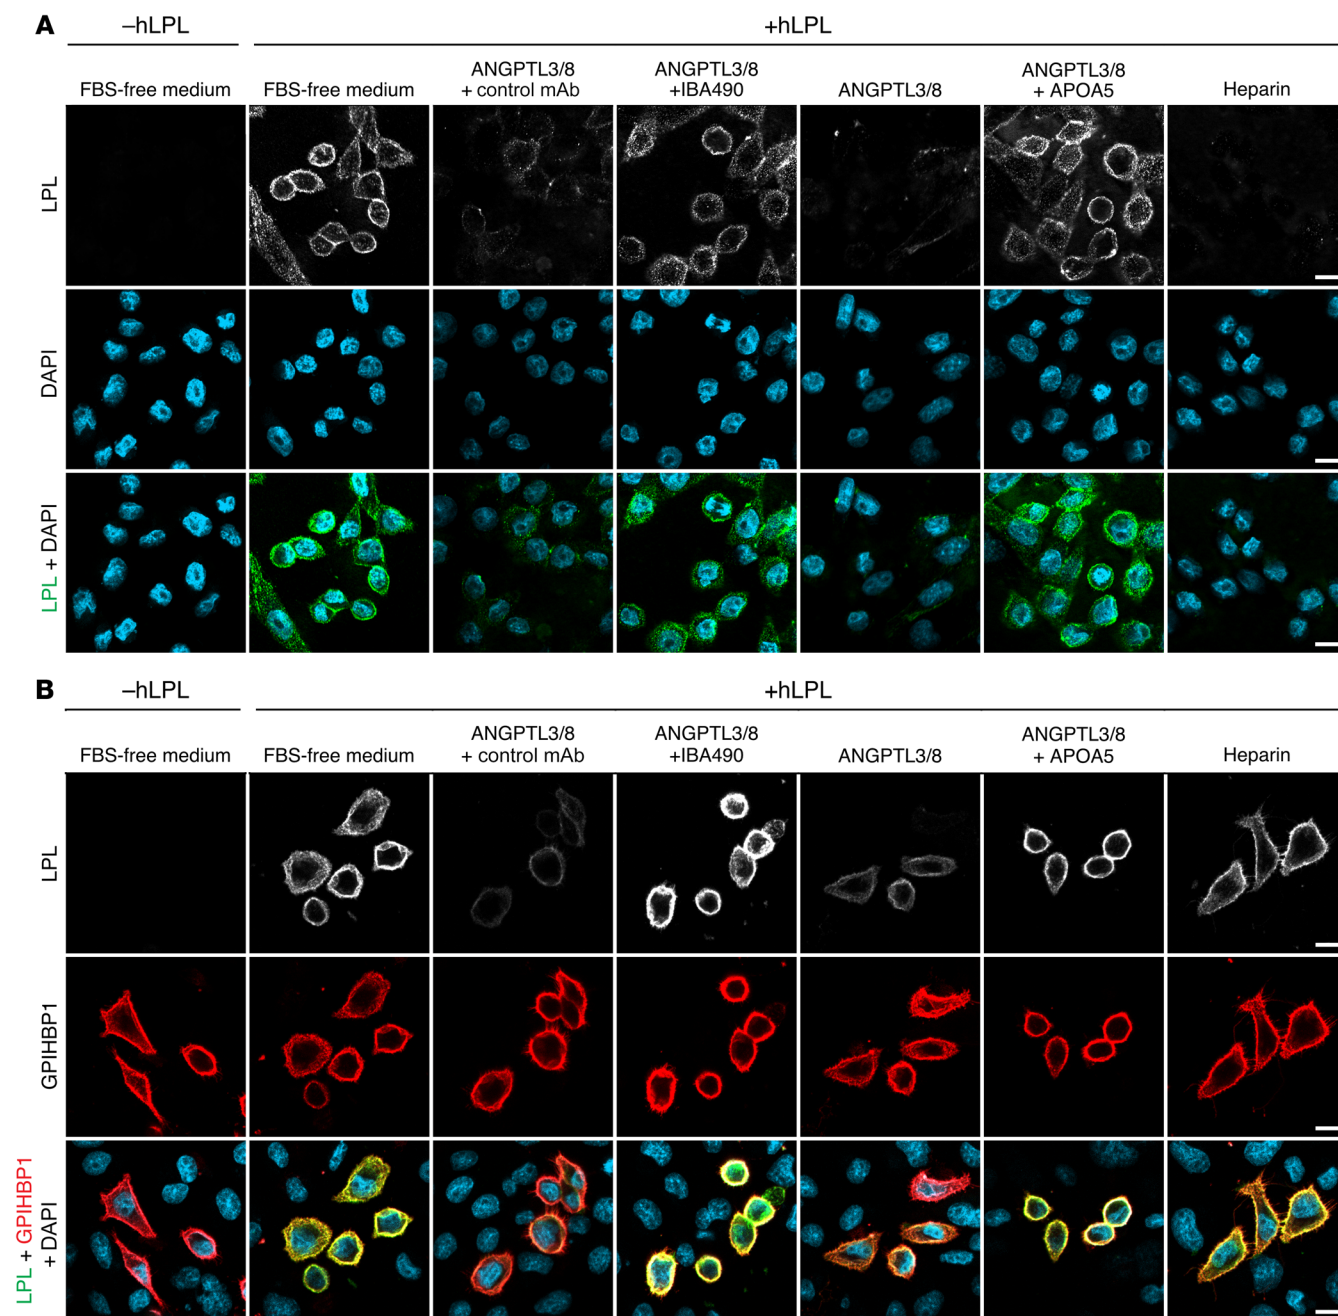 A
–hLPL
+hLPL
FBS-free medium
FBS-free medium
ANGPTL3/8
+ control mAb
ANGPTL3/8
+IBA490
ANGPTL3/8
ANGPTL3/8
+ APOA5
Heparin
LPL
DAPI
LPL + DAPI
B
–hLPL
+hLPL
FBS-free medium
FBS-free medium
ANGPTL3/8
+ control mAb
ANGPTL3/8
+IBA490
ANGPTL3/8
ANGPTL3/8
+ APOA5
Heparin
LPL
GPIHBP1
LPL + GPIHBP1
+ DAPI